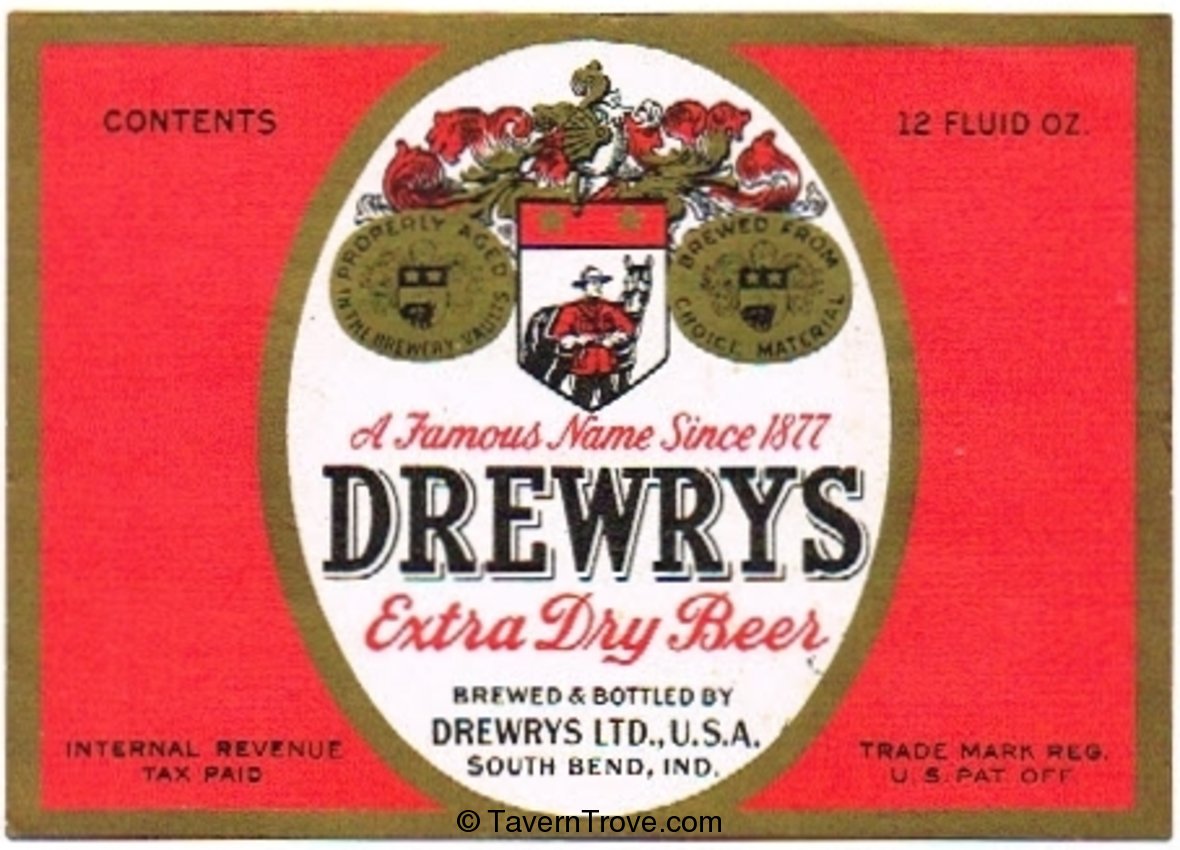 CONTENTS
12 FLUID OZ.
PROPERLY AGED
IN THE BREWERY VAULTS
BREWED FROM
CHOICE MATERIAL
A Famous Name Since 1877
DREWRYS
Extra Dry Beer
BREWED & BOTTLED BY
DREWRYS LTD., U.S.A.
SOUTH BEND, IND.
INTERNAL REVENUE
TAX PAID
TRADE MARK REG.
U.S. PAT. OFF.
© TavernTrove.com